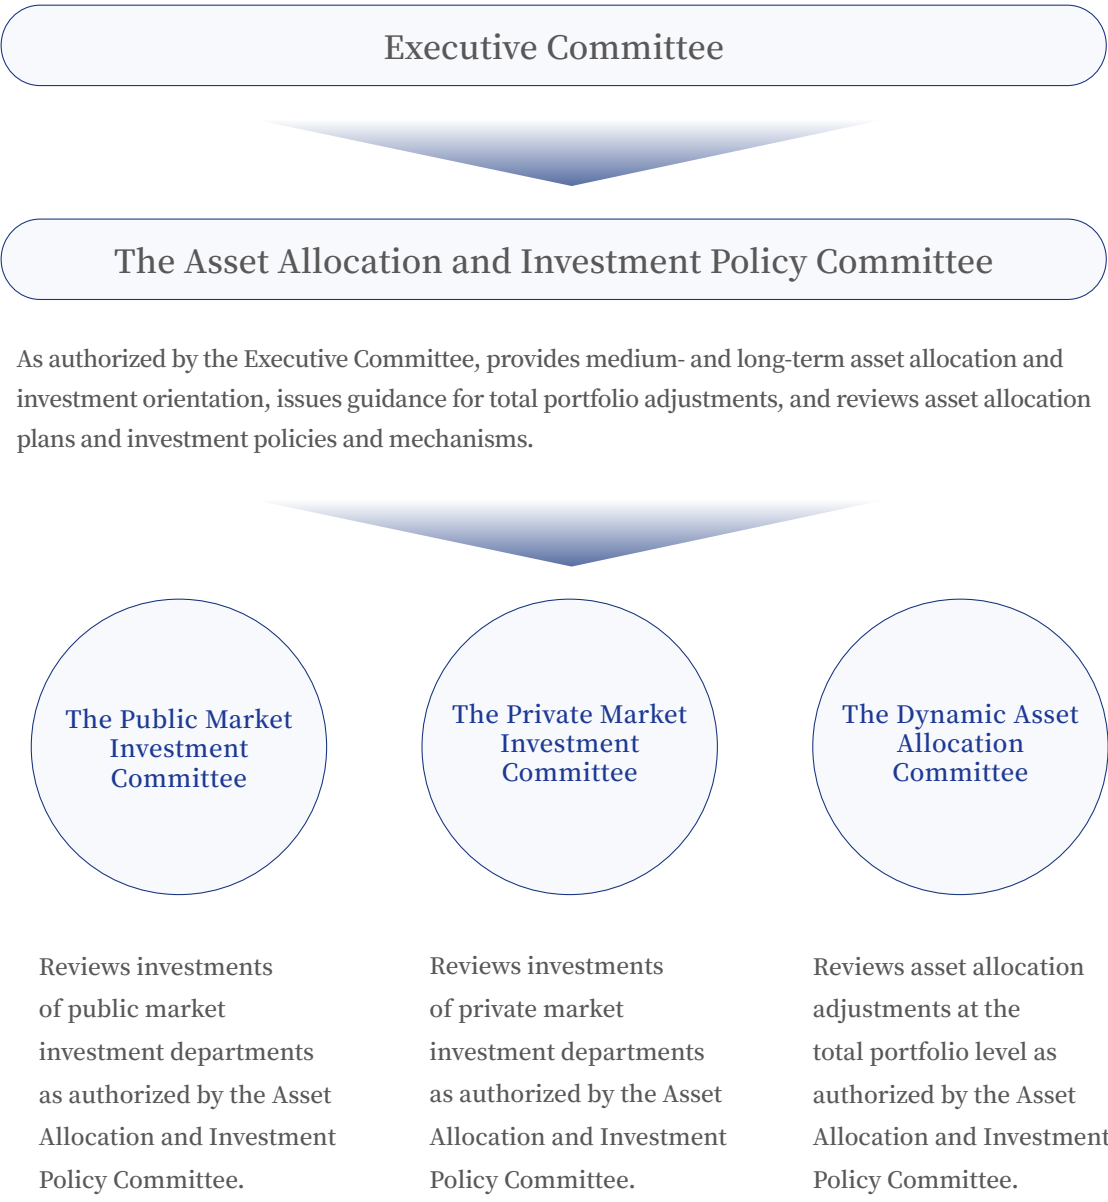 Executive Committee
The Asset Allocation and Investment Policy Committee
As authorized by the Executive Committee, provides medium- and long-term asset allocation and
investment orientation, issues guidance for total portfolio adjustments, and reviews asset allocation
plans and investment policies and mechanisms.
The Public Market
Investment
Committee
The Private Market
Investment
Committee
The Dynamic Asset
Allocation
Committee
Reviews investments
of public market
investment departments
as authorized by the Asset
Allocation and Investment
Policy Committee.
Reviews investments
of private market
investment departments
as authorized by the Asset
Allocation and Investment
Policy Committee.
Reviews asset allocation
adjustments at the
total portfolio level as
authorized by the Asset
Allocation and Investment
Policy Committee.